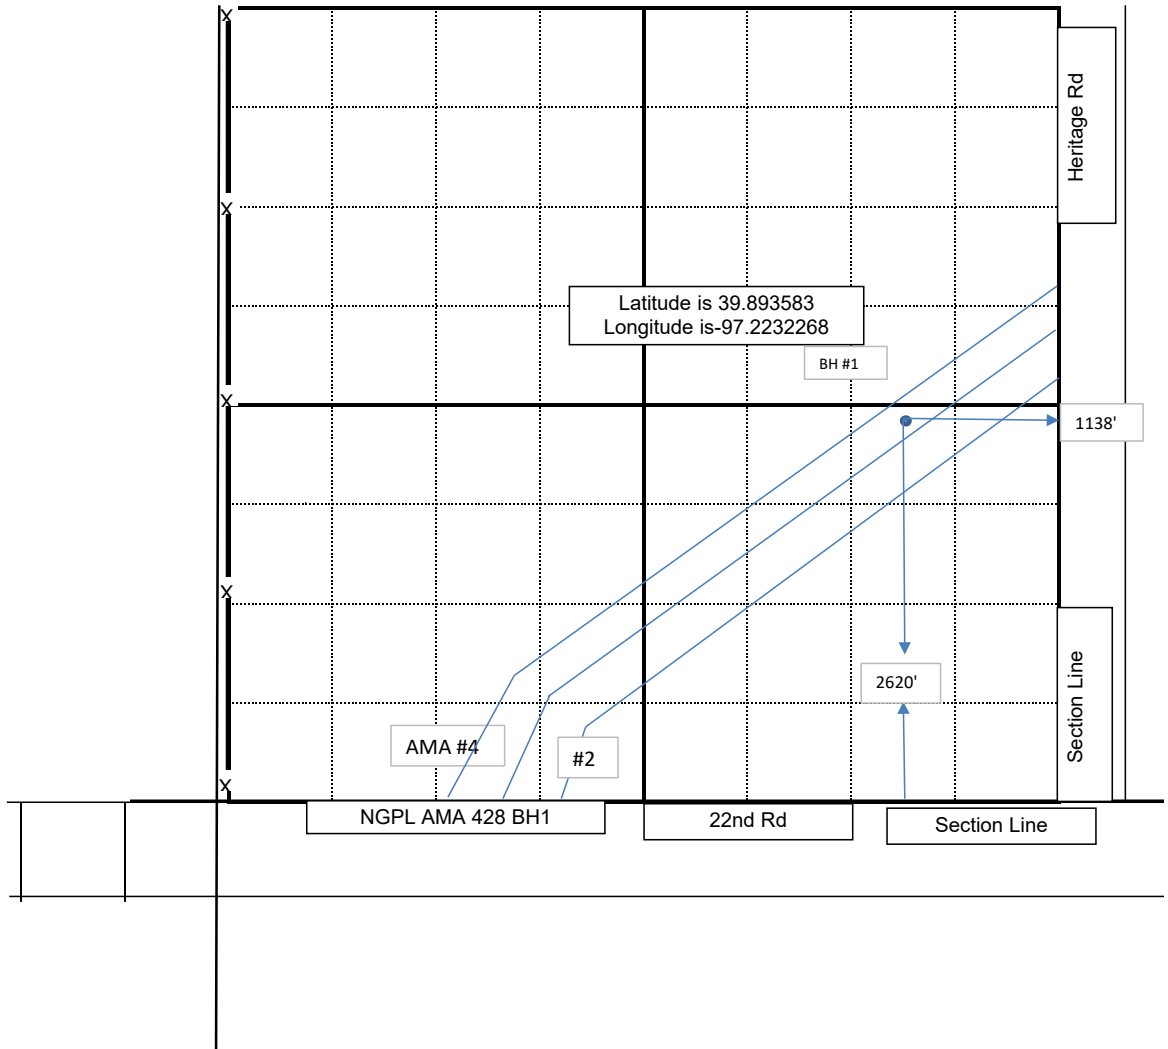 X
Heritage Rd
X
Latitude is 39.893583
Longitude is-97.2232268
BH #1
X
1138'
X
2620'
Section Line
AMA #4
#2
X
NGPL AMA 428 BH1
22nd Rd
Section Line